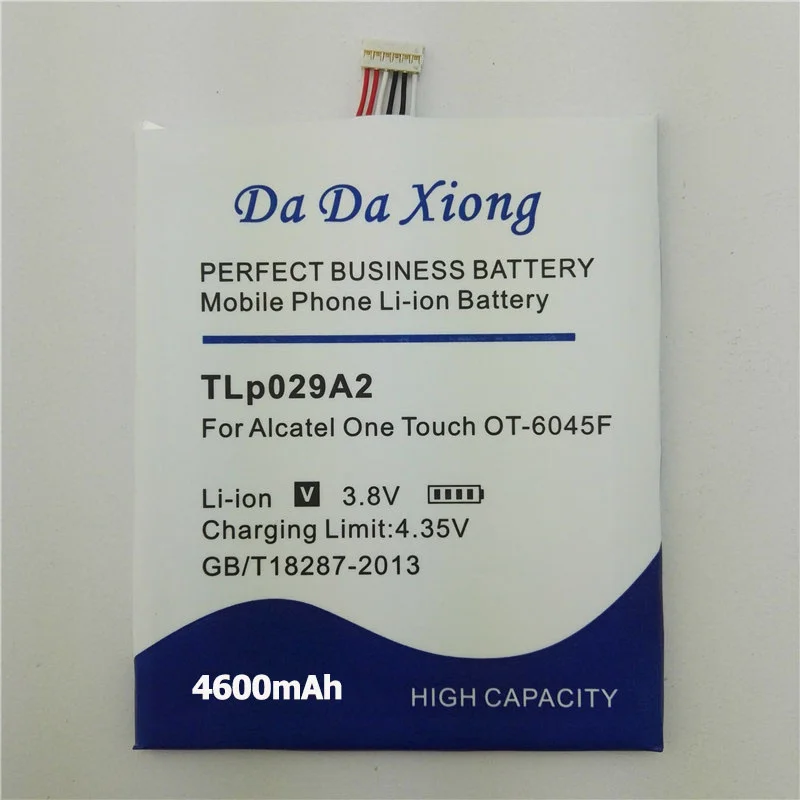 Da Da Xiong
PERFECT BUSINESS BATTERY
Mobile Phone Li-ion Battery
TLp029A2
For Alcatel One Touch OT-6045F
Li-ion V 3.8V
Charging Limit:4.35V
GB/T18287-2013
4600mAh
HIGH CAPACITY